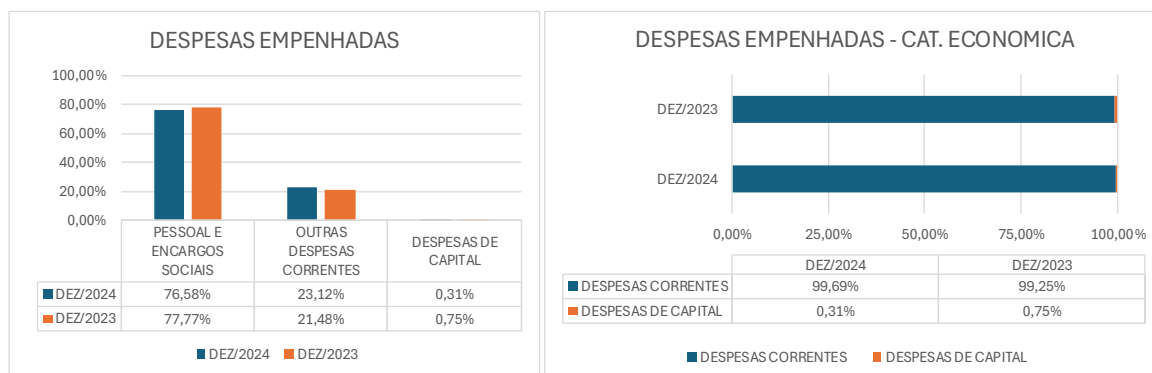 DESPESAS EMPENHADAS
100,00%
80,00%
60,00%
40,00%
20,00%
0,00%
PESSOAL E
ENCARGOS
SOCIAIS
OUTRAS
DESPESAS
CORRENTES
DESPESAS DE
CAPITAL
DEZ/2024 76,58% 23,12% 0,31%
DEZ/2023 77,77% 21,48% 0,75%
DEZ/2024 DEZ/2023
DESPESAS EMPENHADAS - CAT. ECONOMICA
DEZ/2023
DEZ/2024
0,00% 25,00% 50,00% 75,00% 100,00%
DEZ/2024 DEZ/2023
DESPESAS CORRENTES 99,69% 99,25%
DESPESAS DE CAPITAL 0,31% 0,75%
DESPESAS CORRENTES DESPESAS DE CAPITAL